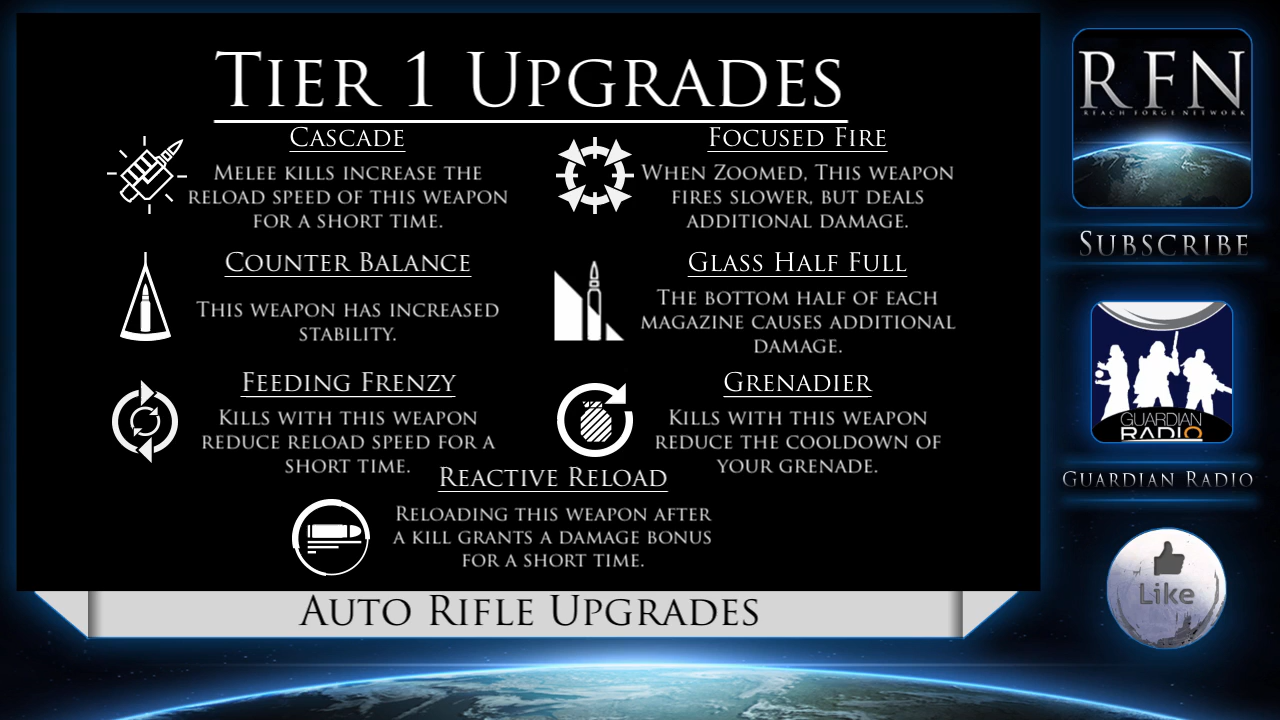 Tier 1 Upgrades
Cascade
Melee kills increase the
reload speed of this weapon
for a short time.
Focused Fire
When Zoomed, This weapon
fires slower, but deals
additional damage.
Counter Balance
This weapon has increased
stability.
Glass Half Full
The bottom half of each
magazine causes additional
damage.
Feeding Frenzy
Kills with this weapon
reduce reload speed for a
short time.
Grenadier
Kills with this weapon
reduce the cooldown of
your grenade.
Reactive Reload
Reloading this weapon after
a kill grants a damage bonus
for a short time.
Auto Rifle Upgrades
RFN
REACH FORGE NETWORK
Subscribe
GUARDIAN
RADIO
Guardian Radio
Like